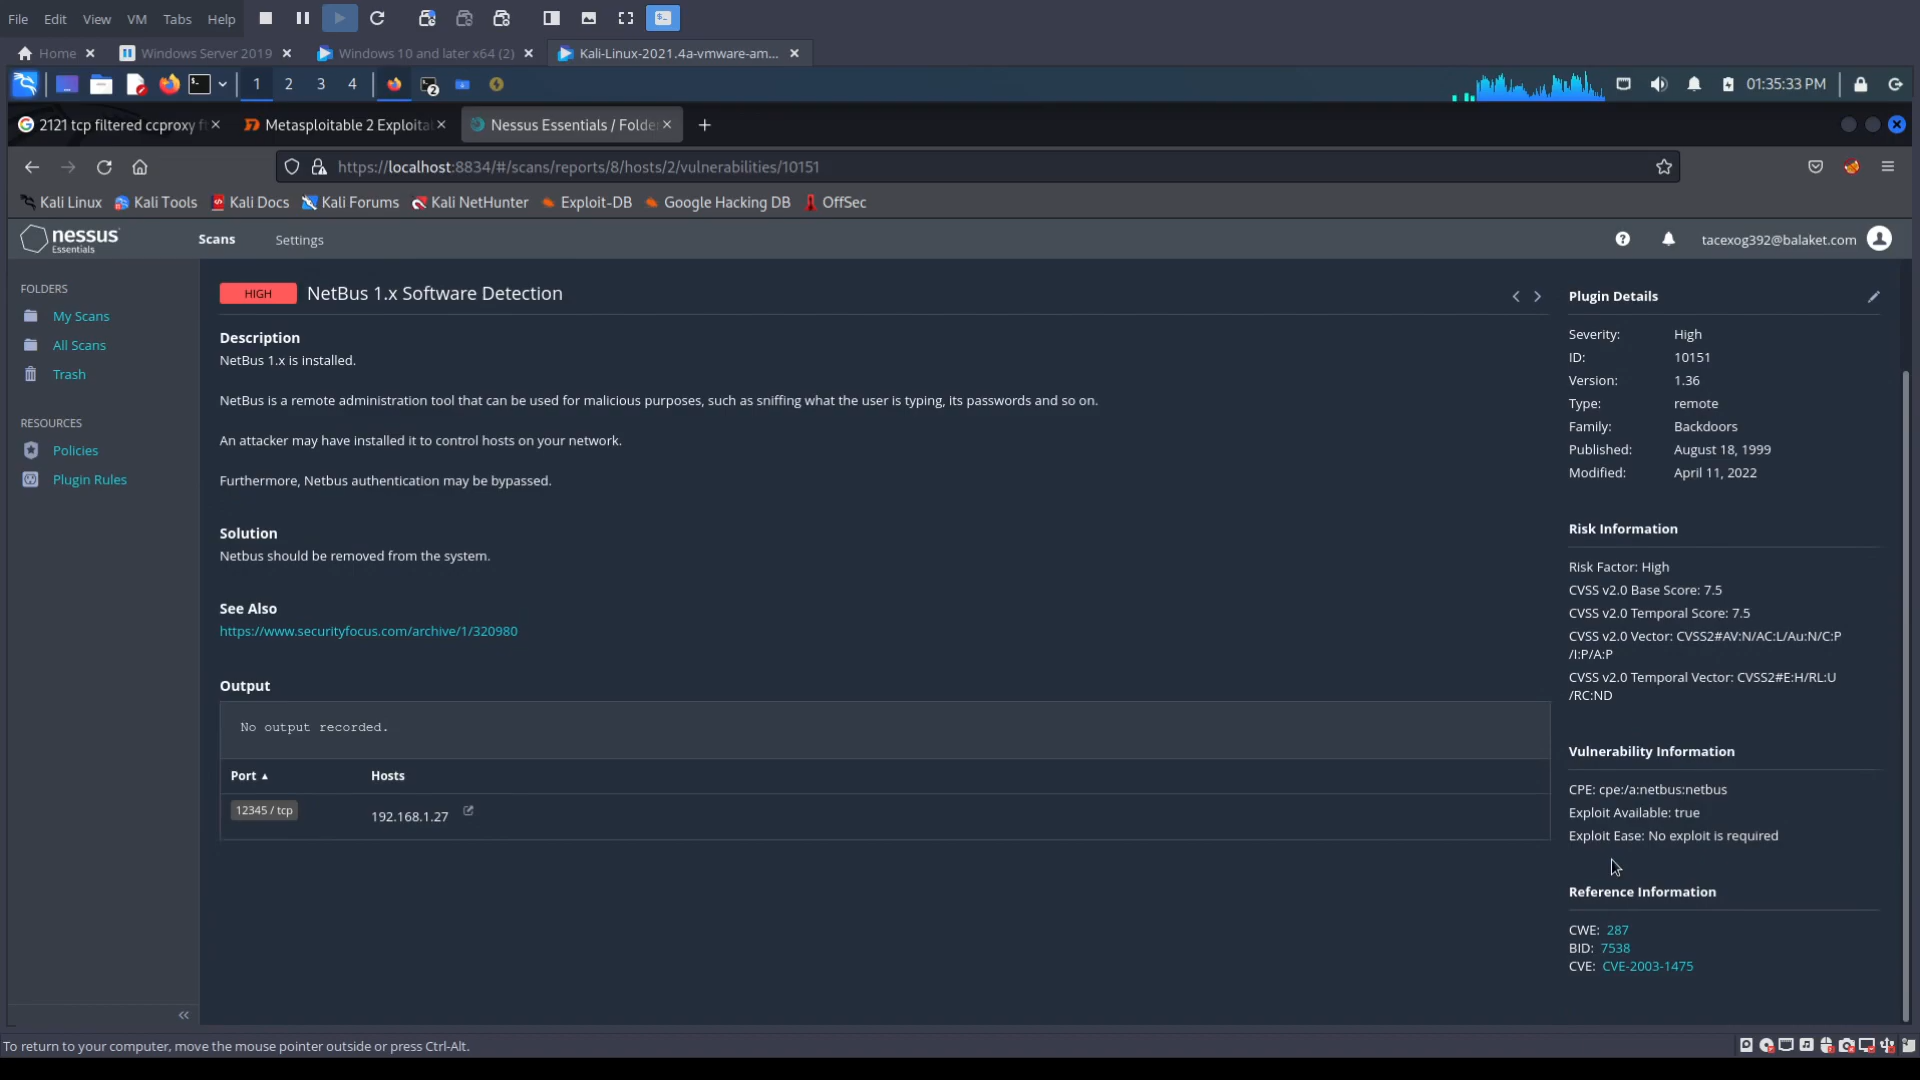 File Edit View VM Tabs Help
Home Windows Server 2019 Windows 10 and later x64 (2) Kali-Linux-2021.4a-vmware-am...
1 2 3 4 01:35:33 PM
2121 tcp filtered ccproxy f Metasploitable 2 Exploita Nessus Essentials / Folde
https://localhost:8834/#/scans/reports/8/hosts/2/vulnerabilities/10151
Kali Linux Kali Tools Kali Docs Kali Forums Kali NetHunter Exploit-DB Google Hacking DB OffSec
nessus Essentials Scans Settings tacexog392@balaket.com
FOLDERS
My Scans
All Scans
Trash
RESOURCES
Policies
Plugin Rules
HIGH NetBus 1.x Software Detection
Description
NetBus 1.x is installed.
NetBus is a remote administration tool that can be used for malicious purposes, such as sniffing what the user is typing, its passwords and so on.
An attacker may have installed it to control hosts on your network.
Furthermore, Netbus authentication may be bypassed.
Solution
Netbus should be removed from the system.
See Also
https://www.securityfocus.com/archive/1/320980
Output
No output recorded.
Port Hosts
12345 / tcp 192.168.1.27
Plugin Details
Severity: High
ID: 10151
Version: 1.36
Type: remote
Family: Backdoors
Published: August 18, 1999
Modified: April 11, 2022
Risk Information
Risk Factor: High
CVSS v2.0 Base Score: 7.5
CVSS v2.0 Temporal Score: 7.5
CVSS v2.0 Vector: CVSS2#AV:N/AC:L/Au:N/C:P
/I:P/A:P
CVSS v2.0 Temporal Vector: CVSS2#E:H/RL:U
/RC:ND
Vulnerability Information
CPE: cpe:/a:netbus:netbus
Exploit Available: true
Exploit Ease: No exploit is required
Reference Information
CWE: 287
BID: 7538
CVE: CVE-2003-1475
To return to your computer, move the mouse pointer outside or press Ctrl-Alt.